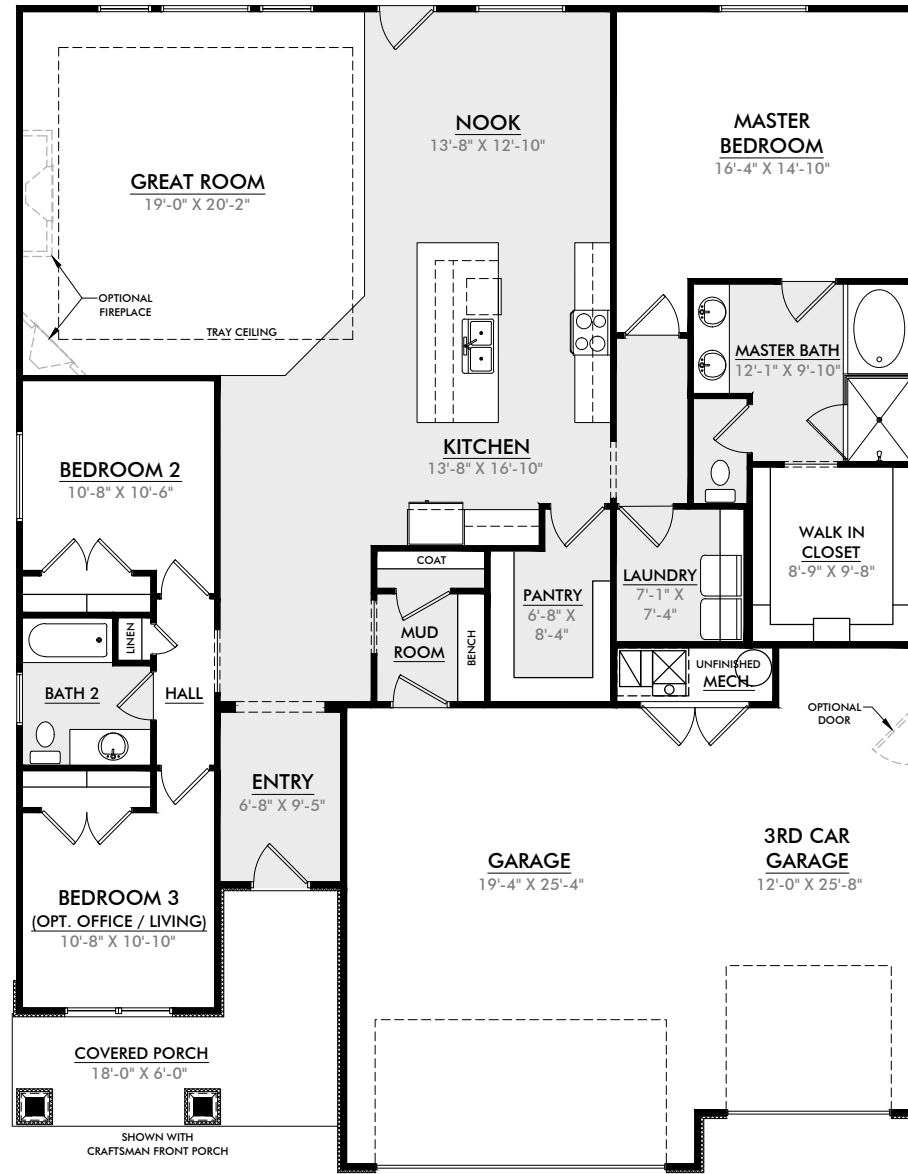 NOOK
13'-8" X 12'-10"
MASTER
BEDROOM
16'-4" X 14'-10"
GREAT ROOM
19'-0" X 20'-2"
OPTIONAL
FIREPLACE
TRAY CEILING
MASTER BATH
12'-1" X 9'-10"
KITCHEN
13'-8" X 16'-10"
BEDROOM 2
10'-8" X 10'-6"
WALK IN
CLOSET
8'-9" X 9'-8"
COAT
LAUNDRY
7'-1" X
7'-4"
PANTRY
6'-8" X
8'-4"
MUD
ROOM
BENCH
LINEN
UNFINISHED
MECH.
BATH 2
HALL
OPTIONAL
DOOR
ENTRY
6'-8" X 9'-5"
GARAGE
19'-4" X 25'-4"
3RD CAR
GARAGE
12'-0" X 25'-8"
BEDROOM 3
(OPT. OFFICE / LIVING)
10'-8" X 10'-10"
COVERED PORCH
18'-0" X 6'-0"
SHOWN WITH
CRAFTSMAN FRONT PORCH